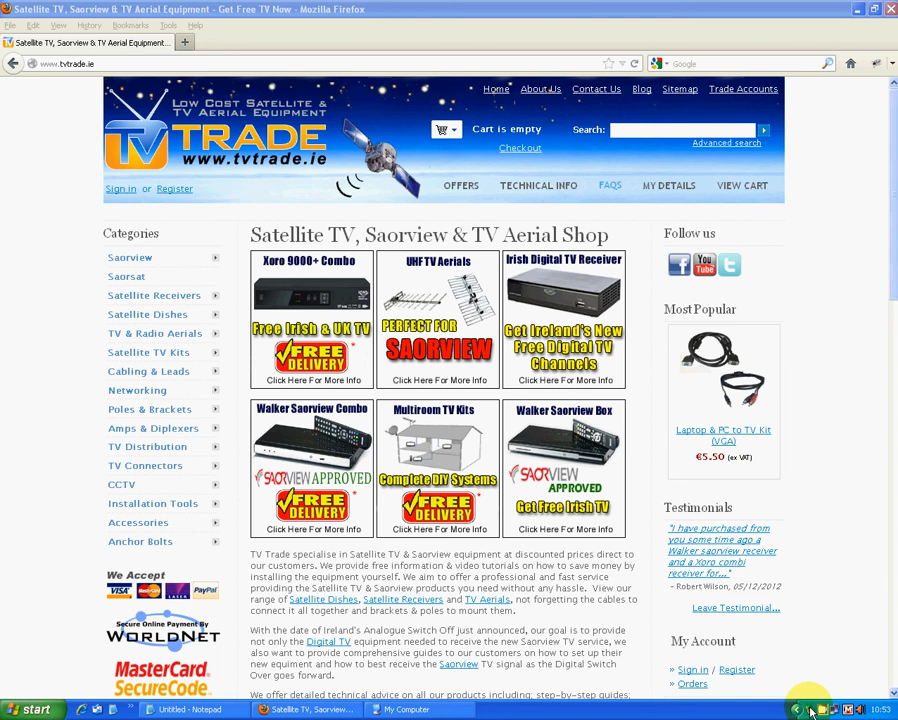 Satellite TV, Saorview & TV Aerial Equipment - Get Free TV Now - Mozilla Firefox
File Edit View History Bookmarks Tools Help
Satellite TV, Saorview & TV Aerial Equipment...
www.tvtrade.ie
Google
Home About Us Contact Us Blog Sitemap Trade Accounts
LOW COST SATELLITE &
TV AERIAL EQUIPMENT
TV TRADE
www.tvtrade.ie
Cart is empty
Checkout
Search:
Advanced search
Sign in or Register
OFFERS TECHNICAL INFO FAQS MY DETAILS VIEW CART
Categories
Saorview
Saorsat
Satellite Receivers
Satellite Dishes
TV & Radio Aerials
Satellite TV Kits
Cabling & Leads
Networking
Poles & Brackets
Amps & Diplexers
TV Distribution
TV Connectors
CCTV
Installation Tools
Accessories
Anchor Bolts
We Accept
VISA MasterCard LASER PayPal
SECURE ONLINE PAYMENT BY
WORLDNET
MasterCard
SecureCode
Satellite TV, Saorview & TV Aerial Shop
Xoro 9000+ Combo
Free Irish & UK TV
FREE DELIVERY *
Click Here For More Info
UHF TV Aerials
PERFECT FOR
SAORVIEW
Click Here For More Info
Irish Digital TV Receiver
Get Ireland's New
Free Digital TV
Channels
Click Here For More Info
Walker Saorview Combo
SAORVIEW APPROVED
FREE DELIVERY *
Click Here For More Info
Multiroom TV Kits
Complete DIY Systems
FREE DELIVERY *
Click Here For More Info
Walker Saorview Box
SAORVIEW
APPROVED
Get Free Irish TV
Click Here For More Info
TV Trade specialise in Satellite TV & Saorview equipment at discounted prices direct to
our customers. We provide free information & video tutorials on how to save money by
installing the equipment yourself. We aim to offer a professional and fast service
providing the Satellite TV & Saorview products you need without any hassle. View our
range of Satellite Dishes, Satellite Receivers and TV Aerials, not forgetting the cables to
connect it all together and brackets & poles to mount them.
With the date of Ireland's Analogue Switch Off just announced, our goal is to provide
not only the Digital TV equipment needed to receive the new Saorview TV service, we
also want to provide comprehensive guides to our customers on how to set up their
new equiment and how to best receive the Saorview TV signal as the Digital Switch
Over goes forward.
We offer detailed technical advice on all our products including; step–by–step guides;
Follow us
You Tube
Most Popular
Laptop & PC to TV Kit
(VGA)
€5.50 (ex VAT)
Testimonials
"I have purchased from
you some time ago a
Walker saorview receiver
and a Xoro combi
receiver for..."
- Robert Wilson, 05/12/2012
Leave Testimonial...
My Account
» Sign in / Register
» Orders
start
Untitled - Notepad
Satellite TV, Saorview...
My Computer
10:53